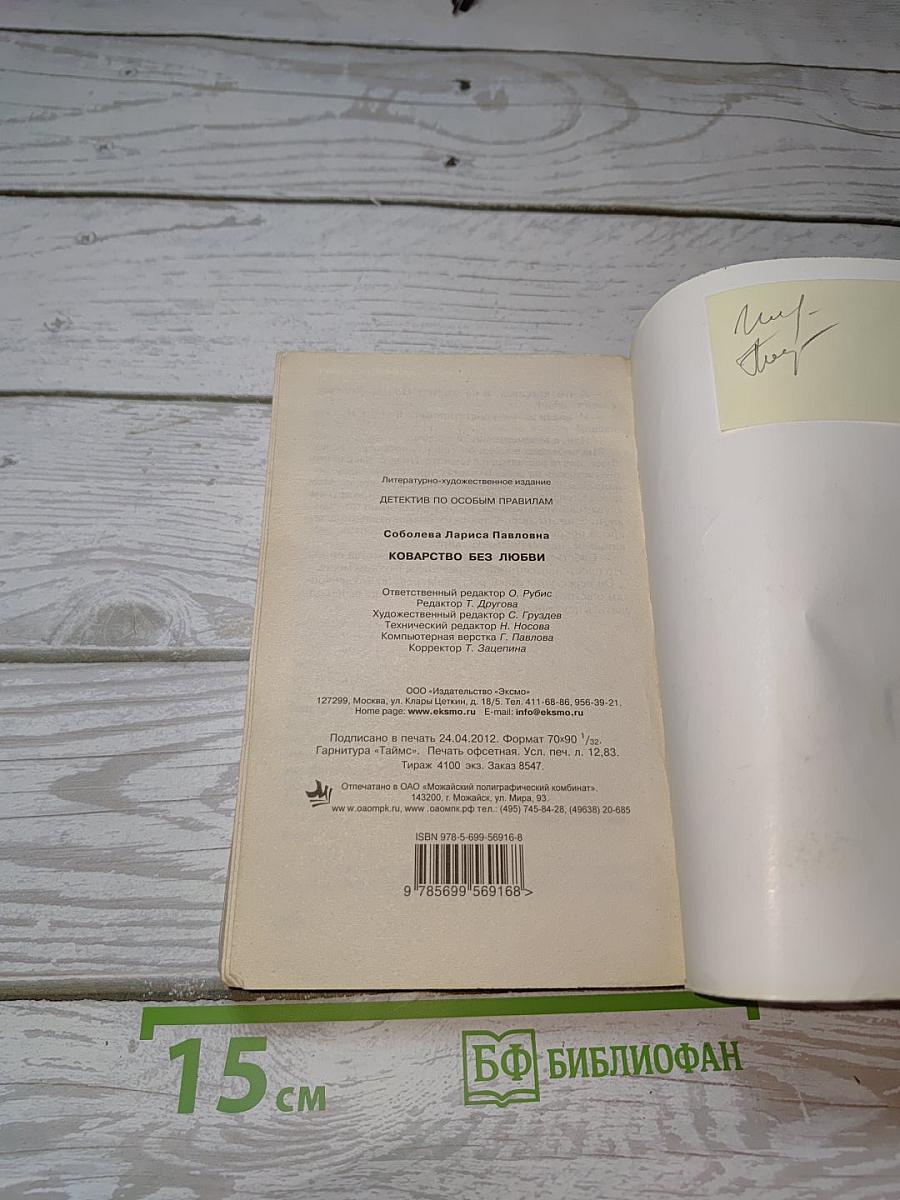 Литературно-художественное издание
ДЕТЕКТИВ ПО ОСОБЫМ ПРАВИЛАМ
Соболева Лариса Павловна
КОВАРСТВО БЕЗ ЛЮБВИ
Ответственный редактор О. Рубис
Редактор Т. Другова
Художественный редактор С. Груздев
Технический редактор Н. Носова
Компьютерная верстка Г. Павлова
Корректор Т. Зацепина
ООО «Издательство «Эксмо»
127299, Москва, ул. Клары Цеткин, д. 18/5. Тел. 411-68-86, 956-39-21.
Home page: www.eksmo.ru E-mail: info@eksmo.ru
Подписано в печать 24.04.2012. Формат 70×90 1/32.
Гарнитура «Таймс». Печать офсетная. Усл. печ. л. 12,83.
Тираж 4100 экз. Заказ 8547.
Отпечатано в ОАО «Можайский полиграфический комбинат».
143200, г. Можайск, ул. Мира, 93.
www.oaompk.ru, www.оаомпк.рф тел.: (495) 745-84-28, (49638) 20-685
ISBN 978-5-699-56916-8
9 785699 569168 >
15 см
БФ БИБЛИОФАН